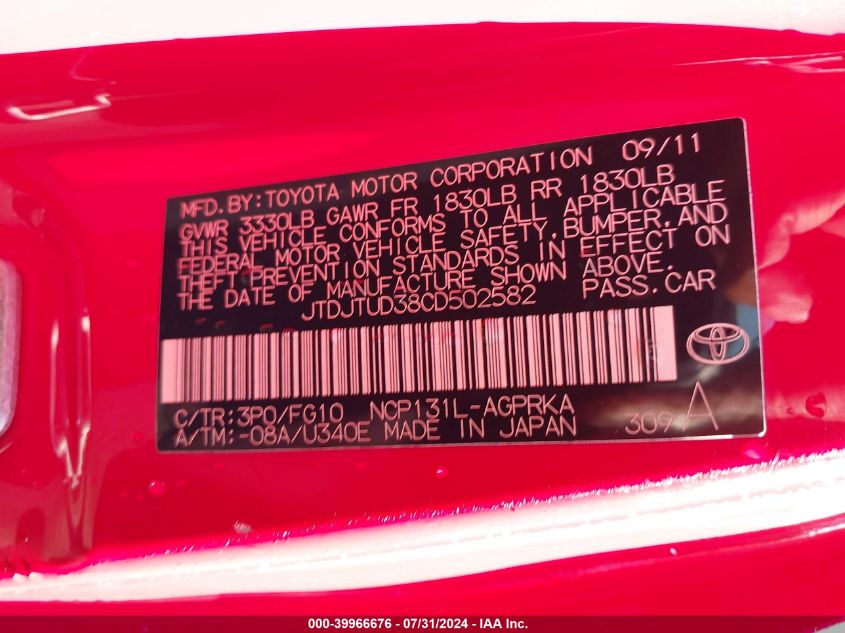 MFD. BY: TOYOTA MOTOR CORPORATION 09/11
GVWR 3330LB GAWR FR 1830LB RR 1830LB
THIS VEHICLE CONFORMS TO ALL APPLICABLE
FEDERAL MOTOR VEHICLE SAFETY, BUMPER, AND
THEFT PREVENTION STANDARDS IN EFFECT ON
DATE OF MANUFACTURE SHOWN ABOVE.
JTDJTUD38CD502582 PASS. CAR
C/TR: 3P0/FG10 NCP131L-AGPRKA
A/TM: -08A/U340E MADE IN JAPAN 309 A
000-39966676 - 07/31/2024 - IAA Inc.